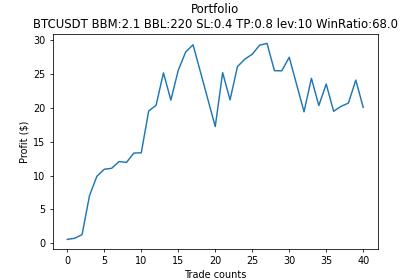 Portfolio
BTCUSDT BBM:2.1 BBL:220 SL:0.4 TP:0.8 lev:10 WinRatio:68.0
30
25
20
15
10
5
0
Profit ($)
0 5 10 15 20 25 30 35 40
Trade counts